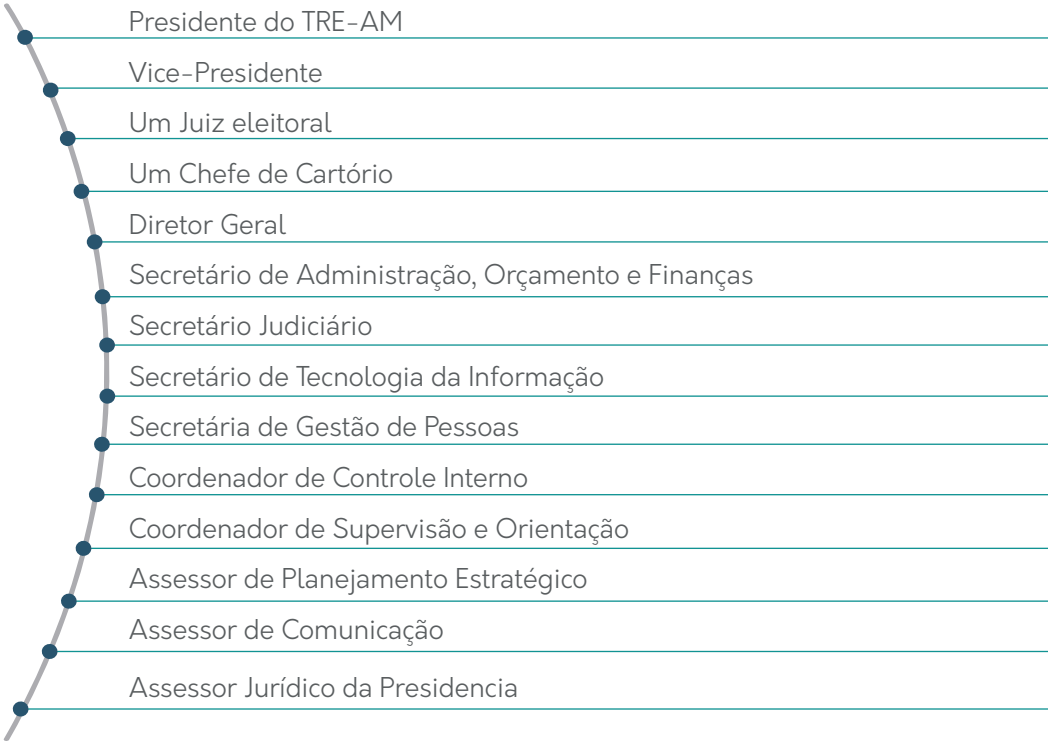 Presidente do TRE-AM
Vice-Presidente
Um Juiz eleitoral
Um Chefe de Cartório
Diretor Geral
Secretário de Administração, Orçamento e Finanças
Secretário Judiciário
Secretário de Tecnologia da Informação
Secretária de Gestão de Pessoas
Coordenador de Controle Interno
Coordenador de Supervisão e Orientação
Assessor de Planejamento Estratégico
Assessor de Comunicação
Assessor Jurídico da Presidencia